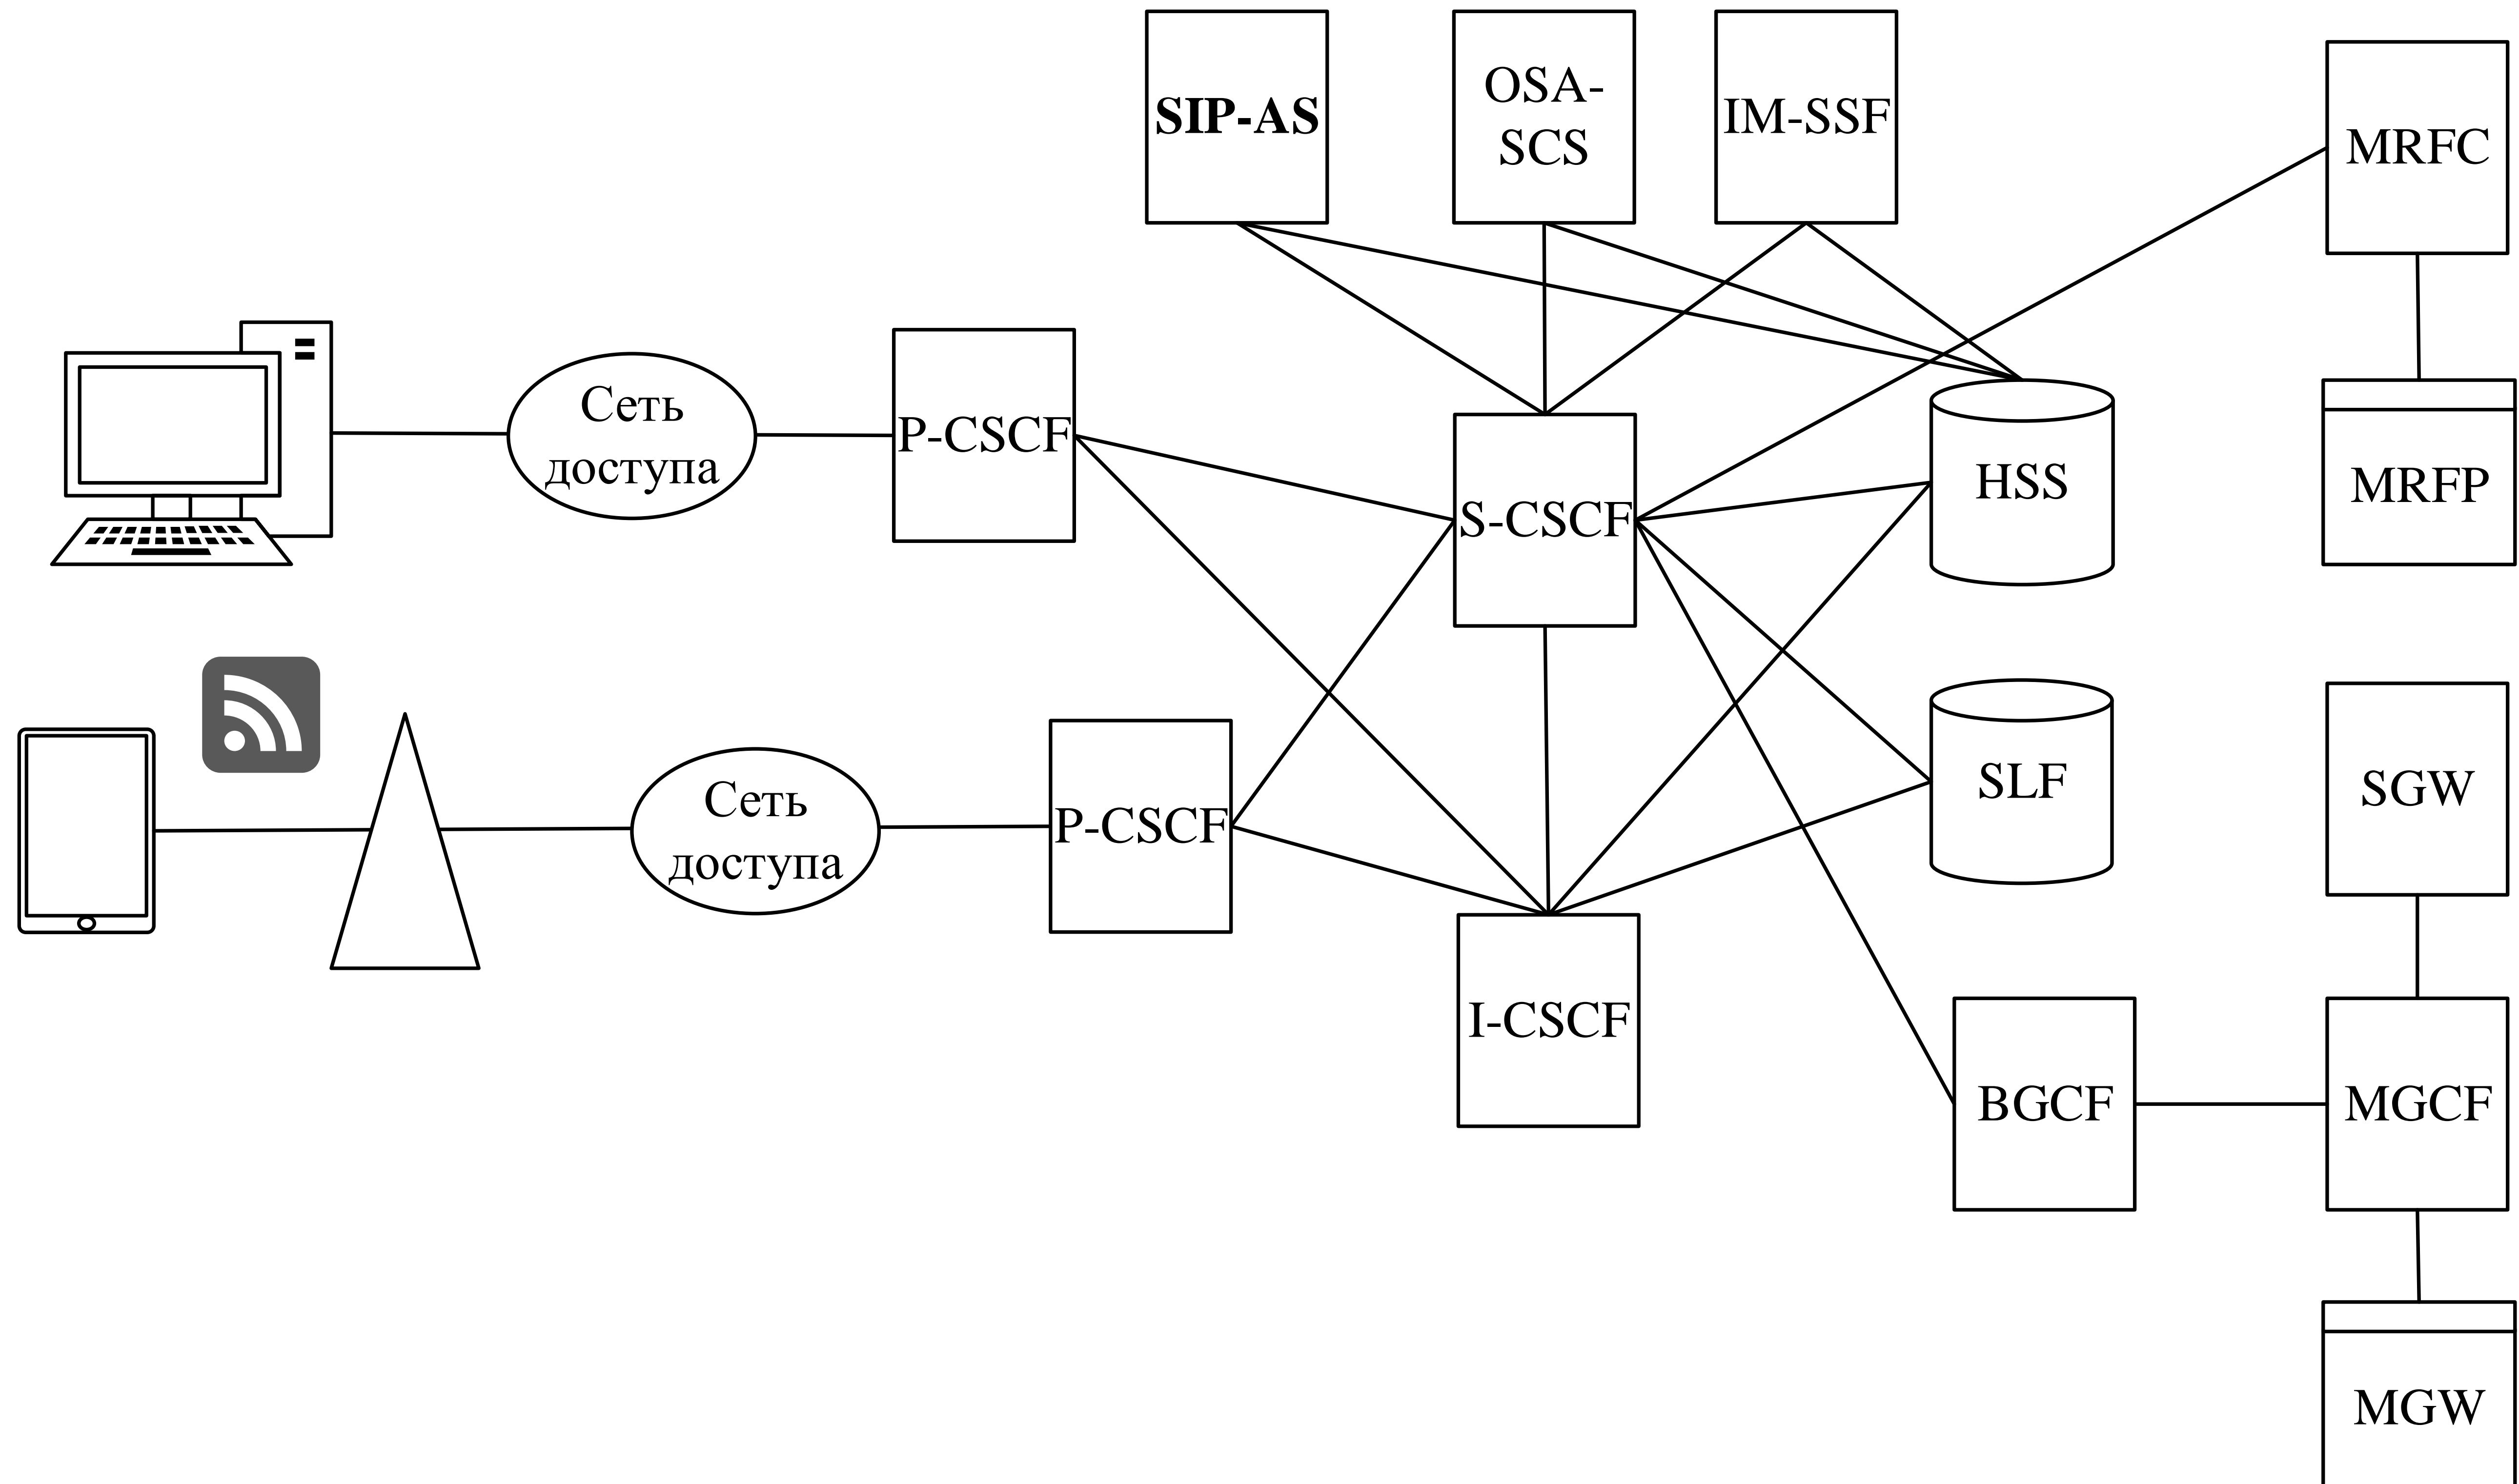 SIP-AS
OSA-
SCS
IM-SSF
MRFC
Сеть
доступа
P-CSCF
S-CSCF
HSS
MRFP
Сеть
доступа
P-CSCF
SLF
SGW
I-CSCF
BGCF
MGCF
MGW